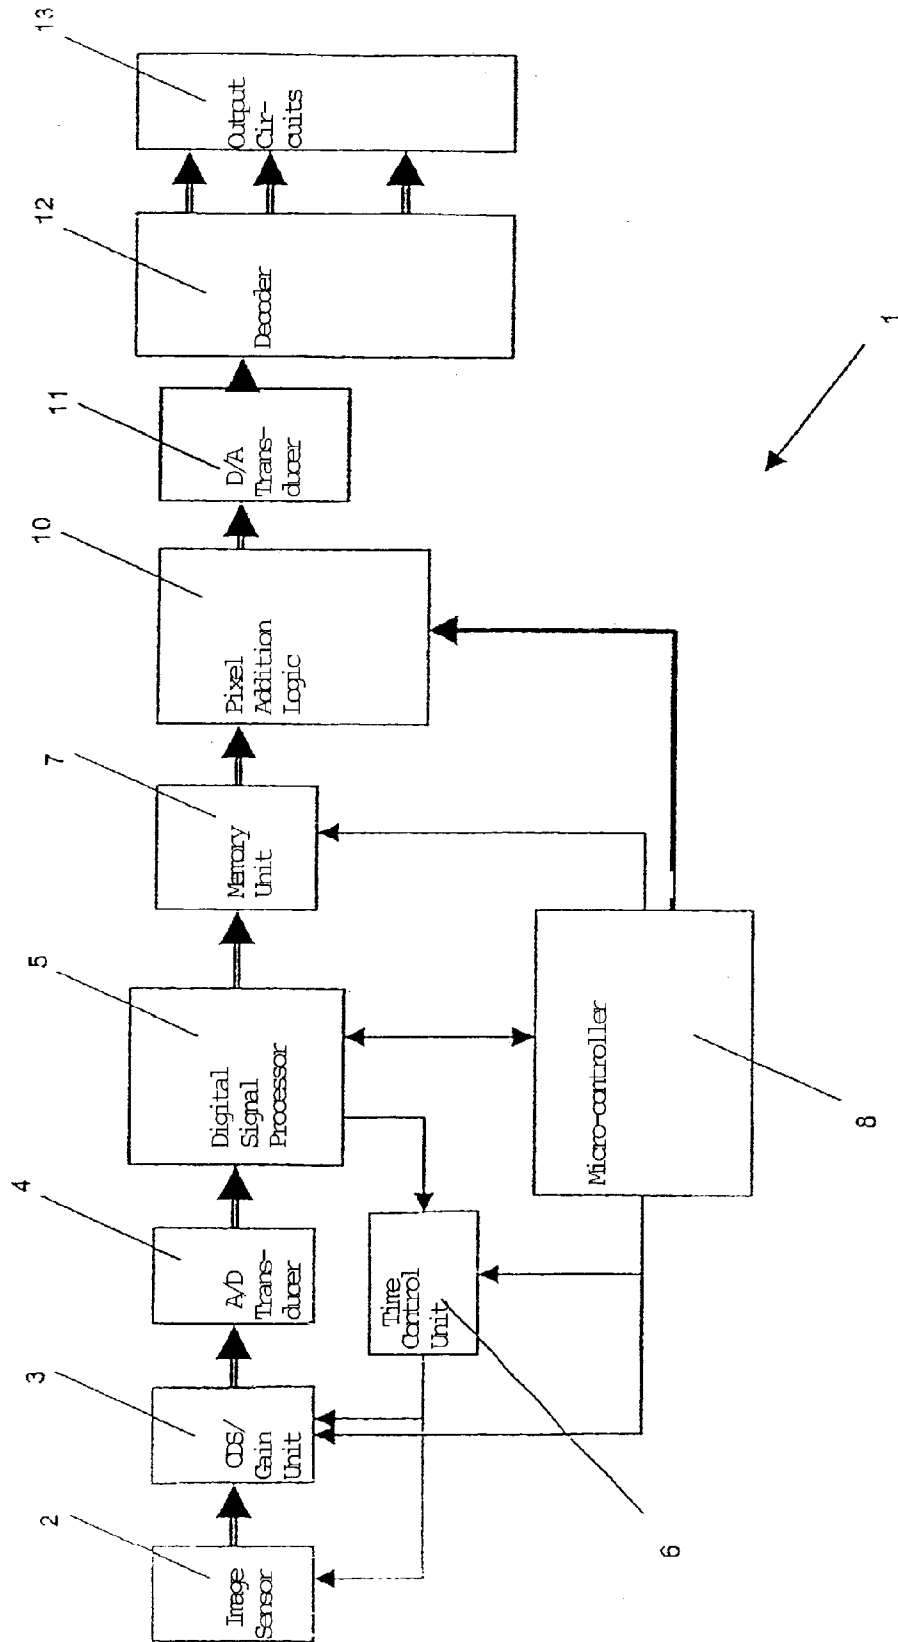 2
3
4
5
7
10
11
12
13
Image
Sensor
CDS/
Gain
Unit
A/D
Trans-
ducer
Digital
Signal
Processor
Memory
Unit
Pixel
Addition
Logic
D/A
Trans-
ducer
Decoder
Output
Cir-
cuits
Time
Control
Unit
Micro-controller
6
8
1